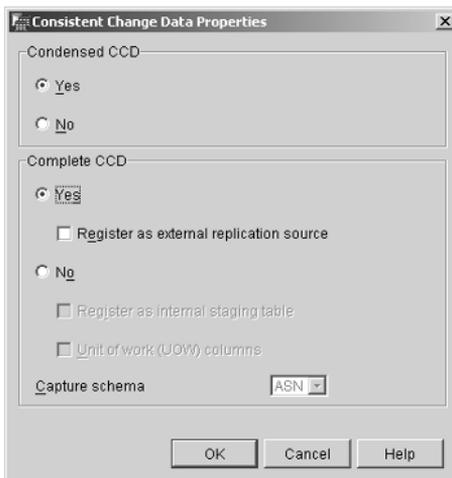 Consistent Change Data Properties
Condensed CCD
Yes
No
Complete CCD
Yes
Register as external replication source
No
Register as internal staging table
Unit of work (UOW) columns
Capture schema ASN
OK Cancel Help